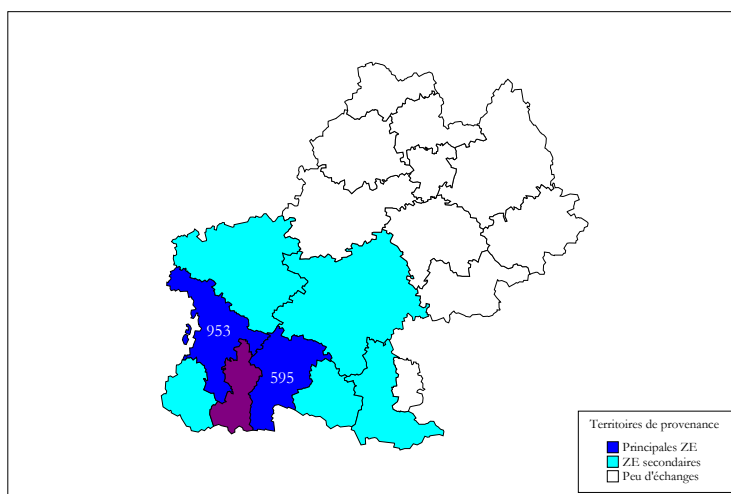 953
595
Territoires de provenance
Principales ZE
ZE secondaires
Peu d'échanges